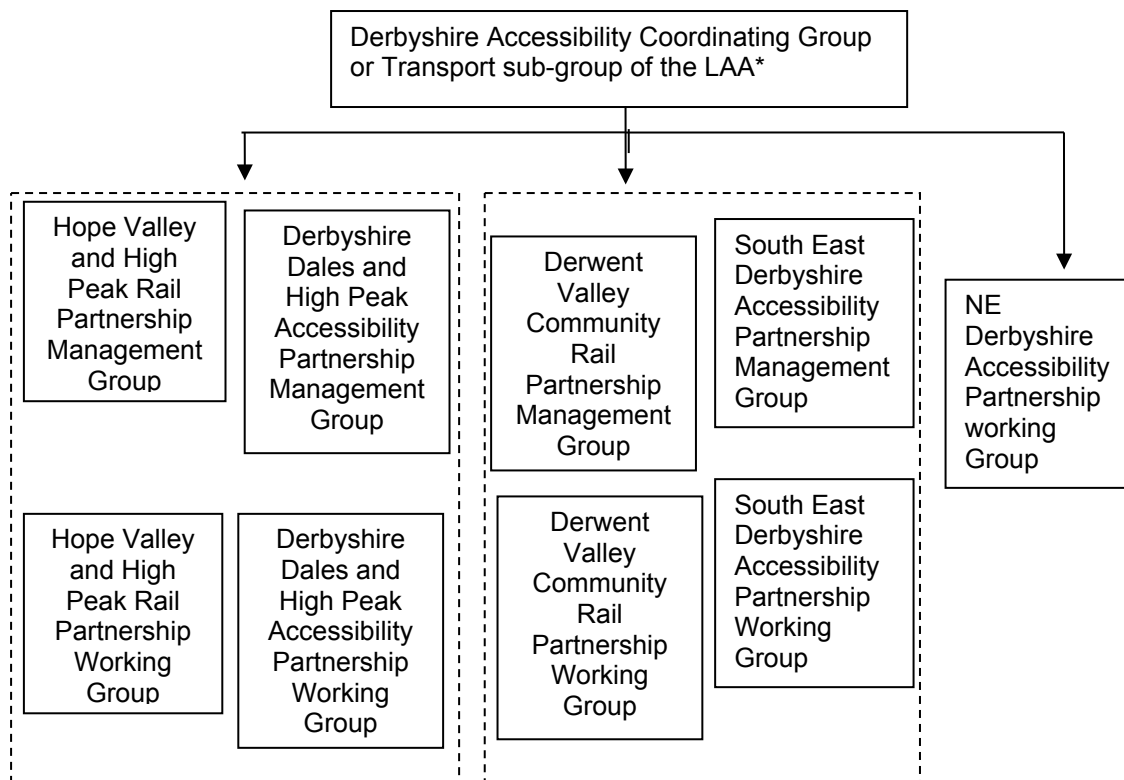 Derbyshire Accessibility Coordinating Group
or Transport sub-group of the LAA*
Hope Valley
and High
Peak Rail
Partnership
Management
Group
Derbyshire
Dales and
High Peak
Accessibility
Partnership
Management
Group
Derwent
Valley
Community
Rail
Partnership
Management
Group
South East
Derbyshire
Accessibility
Partnership
Management
Group
NE
Derbyshire
Accessibility
Partnership
working
Group
Hope Valley
and High
Peak Rail
Partnership
Working
Group
Derbyshire
Dales and
High Peak
Accessibility
Partnership
Working
Group
Derwent
Valley
Community
Rail
Partnership
Working
Group
South East
Derbyshire
Accessibility
Partnership
Working
Group